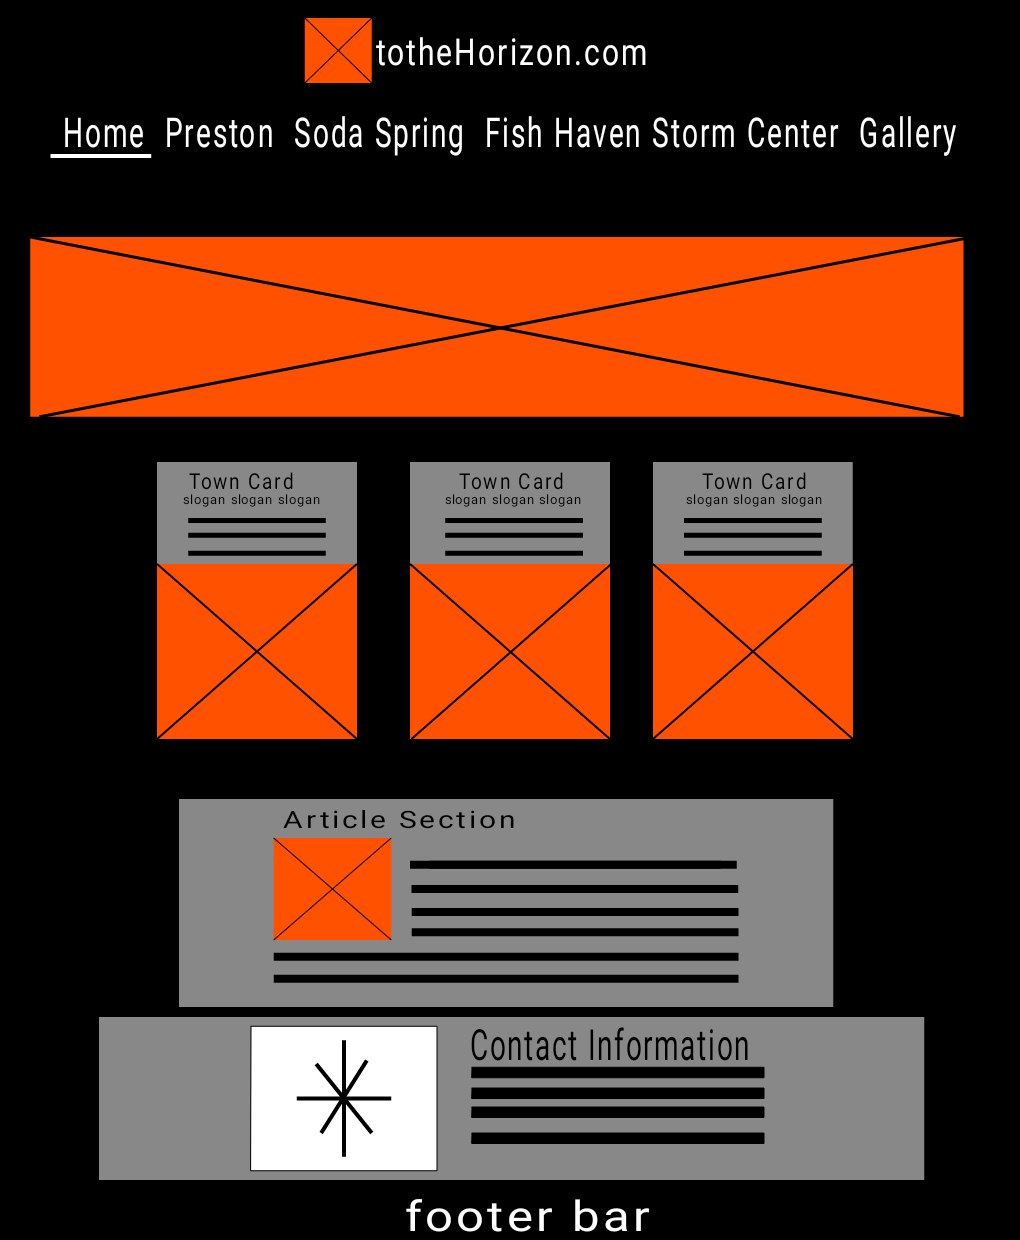 totheHorizon.com
Home Preston Soda Spring Fish Haven Storm Center Gallery
Town Card
slogan slogan slogan
Town Card
slogan slogan slogan
Town Card
slogan slogan slogan
Article Section
Contact Information
footer bar